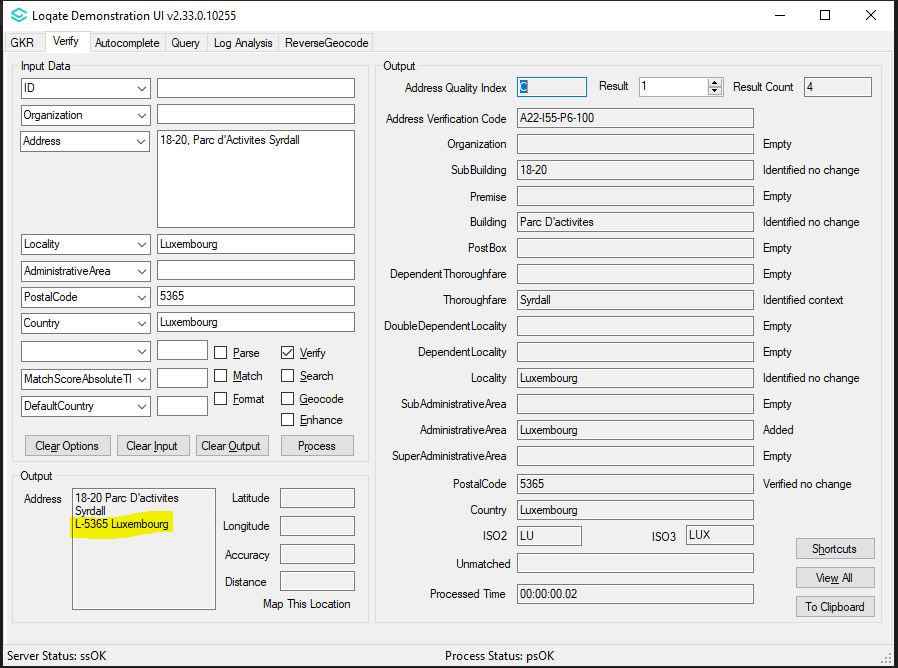 Loqate Demonstration UI v2.33.0.10255
GKR Verify Autocomplete Query Log Analysis ReverseGeocode
Input Data
ID
Organization
Address 18-20, Parc d'Activites Syrdall
Locality Luxembourg
AdministrativeArea
PostalCode 5365
Country Luxembourg
Parse Verify
MatchScoreAbsoluteTl Match Search
DefaultCountry Format Geocode
Enhance
Clear Options Clear Input Clear Output Process
Output
Address
18-20 Parc D'activites
Syrdall
L-5365 Luxembourg
Latitude
Longitude
Accuracy
Distance
Map This Location
Output
Address Quality Index C Result 1 Result Count 4
Address Verification Code A22-I55-P6-100
Organization Empty
SubBuilding 18-20 Identified no change
Premise Empty
Building Parc D'activites Identified no change
PostBox Empty
DependentThoroughfare Empty
Thoroughfare Syrdall Identified context
DoubleDependentLocality Empty
DependentLocality Empty
Locality Luxembourg Identified no change
SubAdministrativeArea Empty
AdministrativeArea Luxembourg Added
SuperAdministrativeArea Empty
PostalCode 5365 Verified no change
Country Luxembourg
ISO2 LU ISO3 LUX
Unmatched
Processed Time 00:00:00.02
Shortcuts
View All
To Clipboard
Server Status: ssOK Process Status: psOK